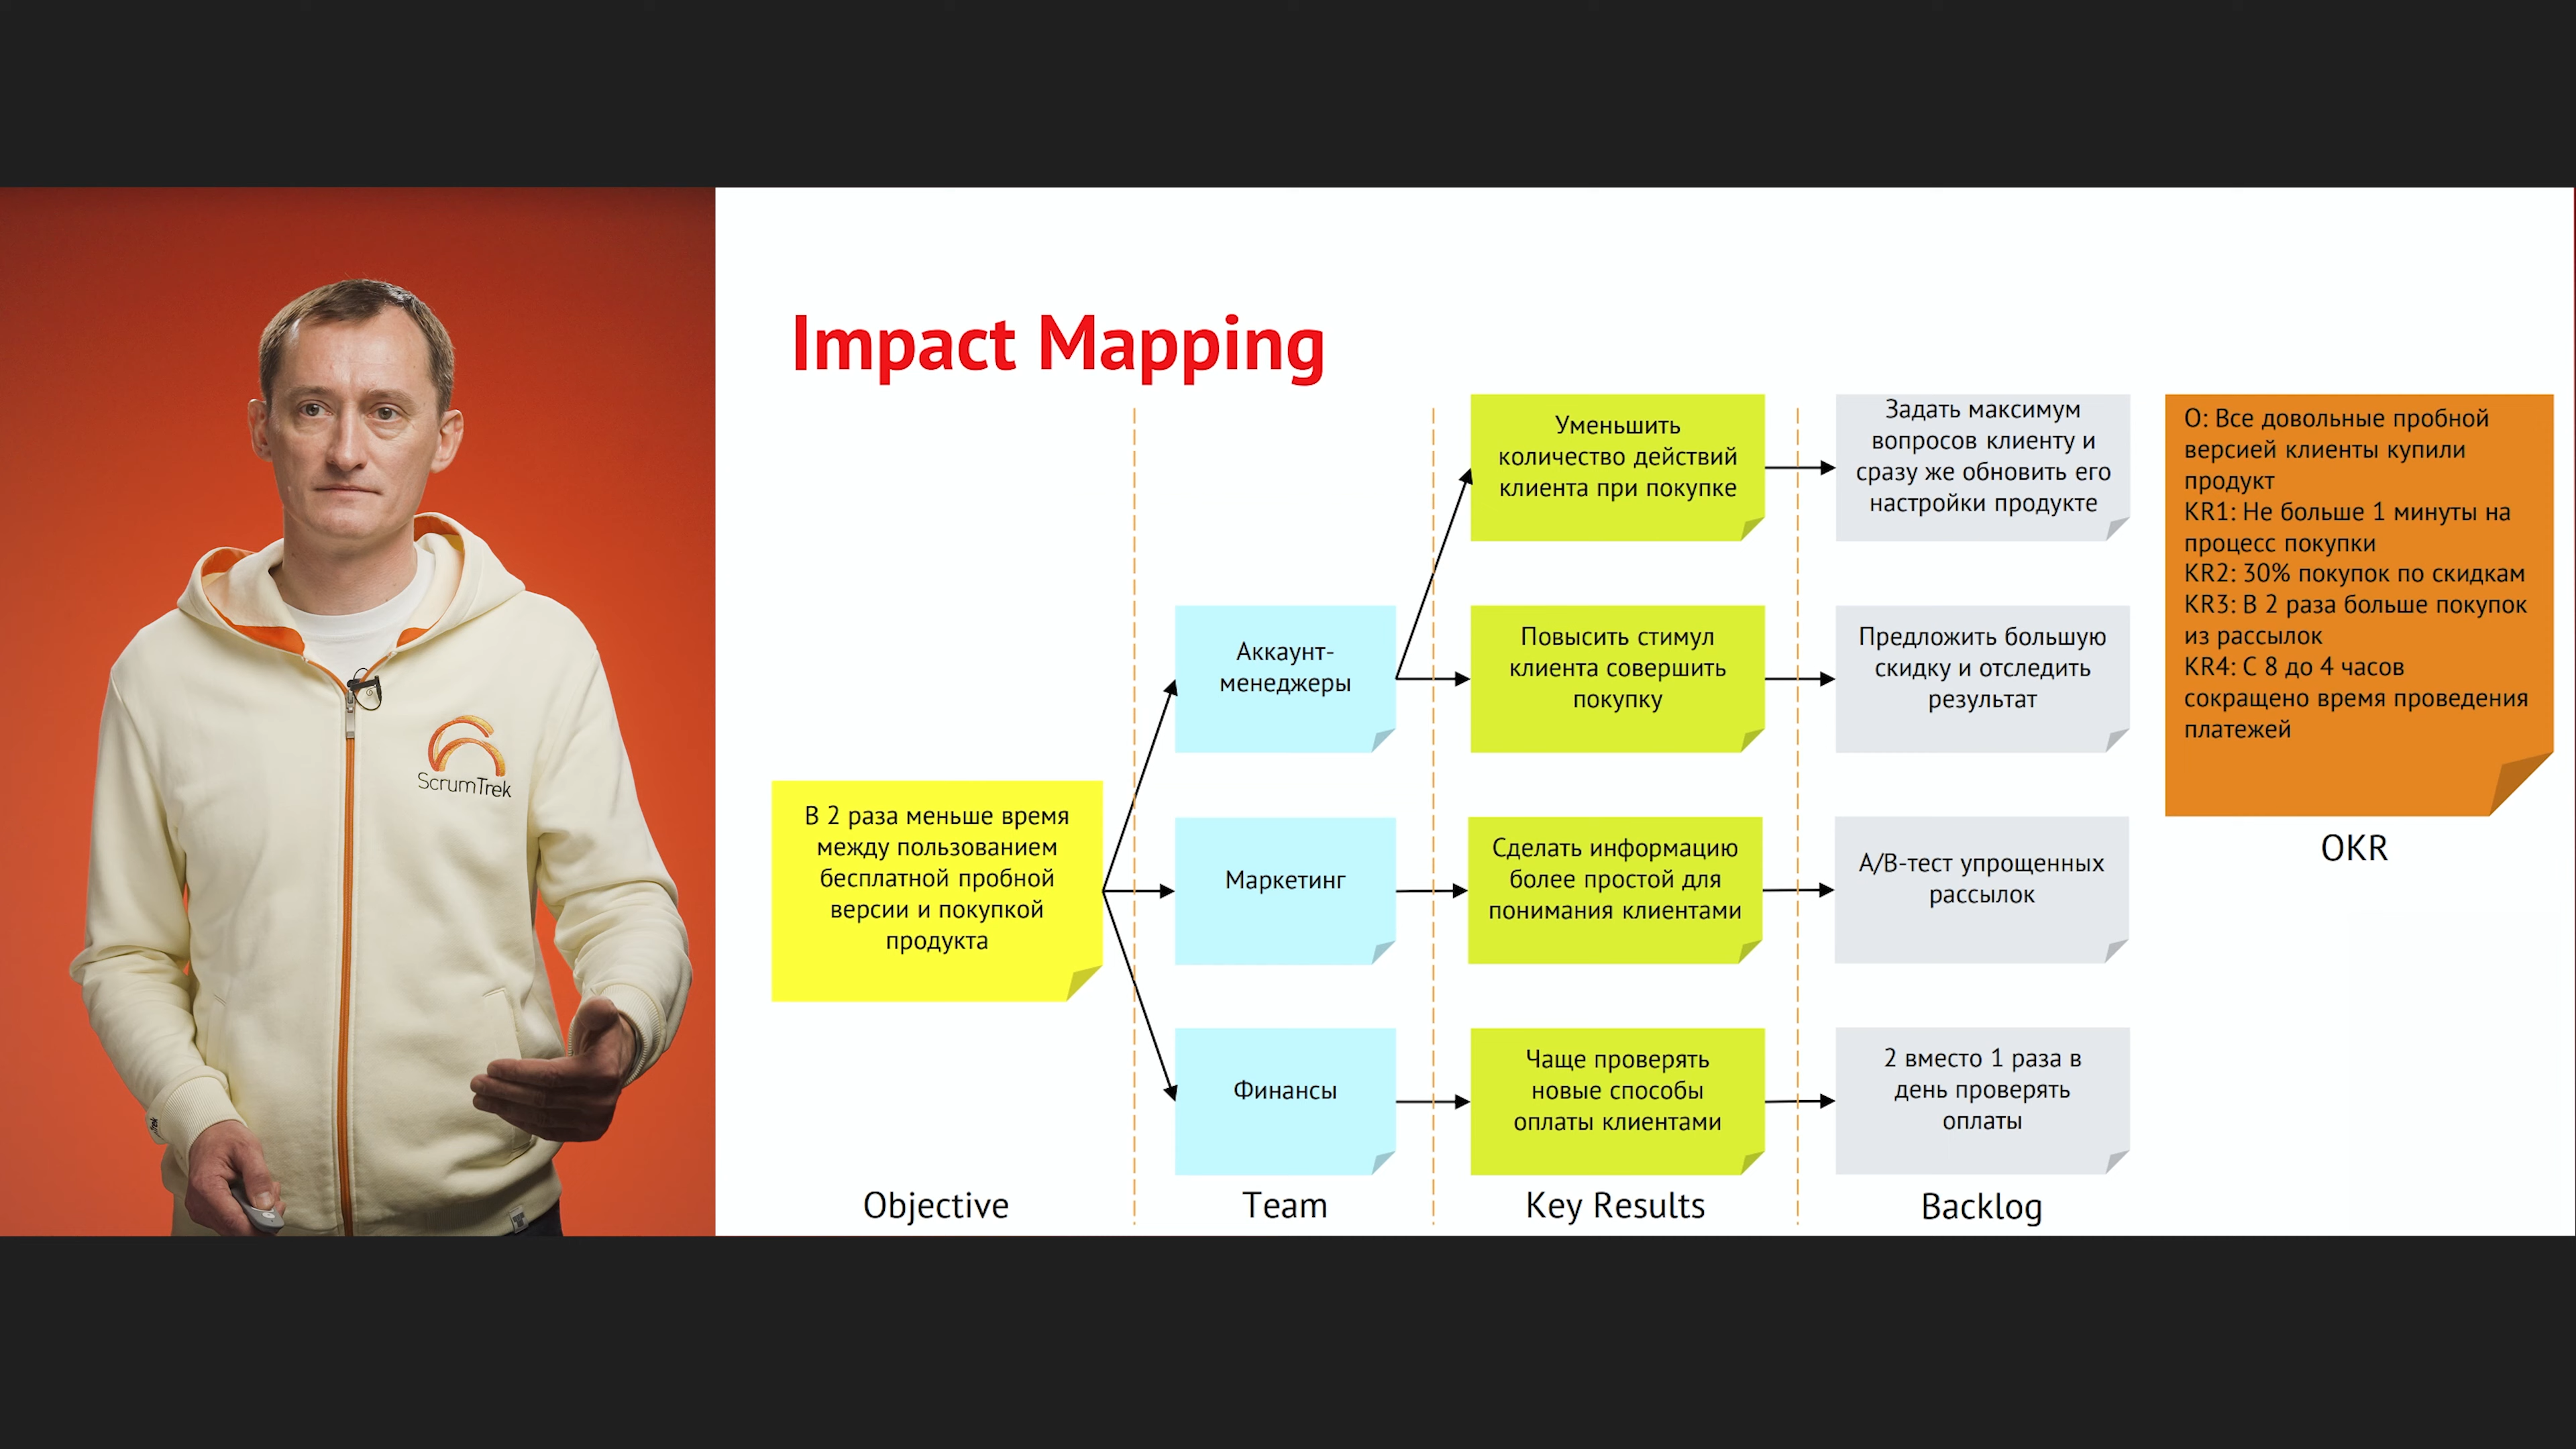 Impact Mapping
ScrumTrek
В 2 раза меньше время
между пользованием
бесплатной пробной
версии и покупкой
продукта
Objective
Аккаунт-
менеджеры
Маркетинг
Финансы
Team
Уменьшить
количество действий
клиента при покупке
Повысить стимул
клиента совершить
покупку
Сделать информацию
более простой для
понимания клиентами
Чаще проверять
новые способы
оплаты клиентами
Key Results
Задать максимум
вопросов клиенту и
сразу же обновить его
настройки продукте
Предложить большую
скидку и отследить
результат
А/В-тест упрощенных
рассылок
2 вместо 1 раза в
день проверять
оплаты
Backlog
О: Все довольные пробной
версией клиенты купили
продукт
KR1: Не больше 1 минуты на
процесс покупки
KR2: 30% покупок по скидкам
KR3: В 2 раза больше покупок
из рассылок
KR4: С 8 до 4 часов
сокращено время проведения
платежей
OKR